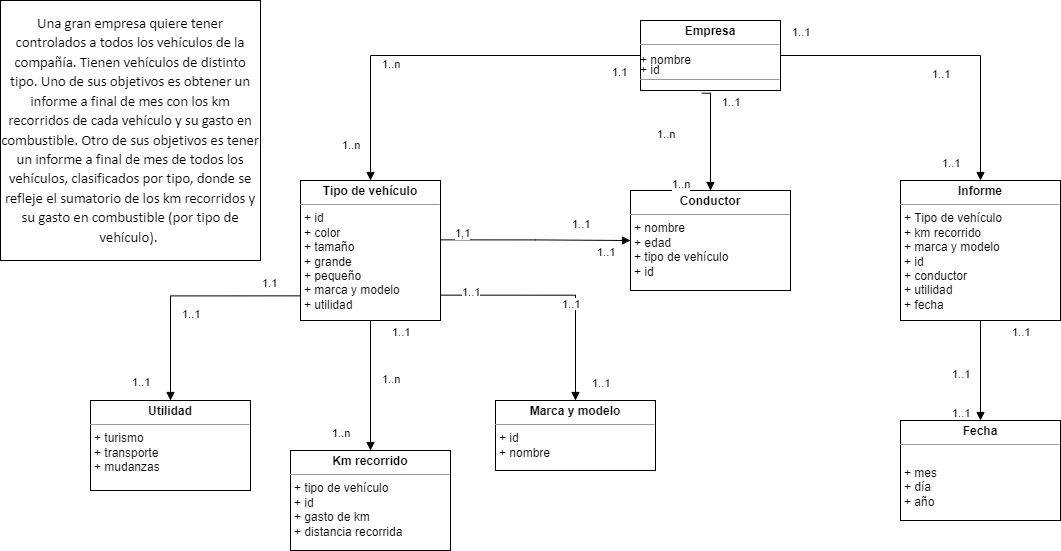 Una gran empresa quiere tener
controlados a todos los vehículos de la
compañía. Tienen vehículos de distinto
tipo. Uno de sus objetivos es obtener un
informe a final de mes con los km
recorridos de cada vehículo y su gasto en
combustible. Otro de sus objetivos es tener
un informe a final de mes de todos los
vehículos, clasificados por tipo, donde se
refleje el sumatorio de los km recorridos y
su gasto en combustible (por tipo de
vehículo).
Empresa
+ nombre
+ id
1..1
1..n
1.1
1..1
1..1
1..n
1..n
1..n
1..1
Tipo de vehículo
+ id
+ color
+ tamaño
+ grande
+ pequeño
+ marca y modelo
+ utilidad
1,1
1..1
1..1
Conductor
+ nombre
+ edad
+ tipo de vehículo
+ id
Informe
+ Tipo de vehículo
+ km recorrido
+ marca y modelo
+ id
+ conductor
+ utilidad
+ fecha
1.1
1..1
1..1
1..1
1..1
1..1
1..1
1..n
1..1
1..1
1..n
1..1
1..1
Utilidad
+ turismo
+ transporte
+ mudanzas
Km recorrido
+ tipo de vehículo
+ id
+ gasto de km
+ distancia recorrida
Marca y modelo
+ id
+ nombre
Fecha
+ mes
+ día
+ año